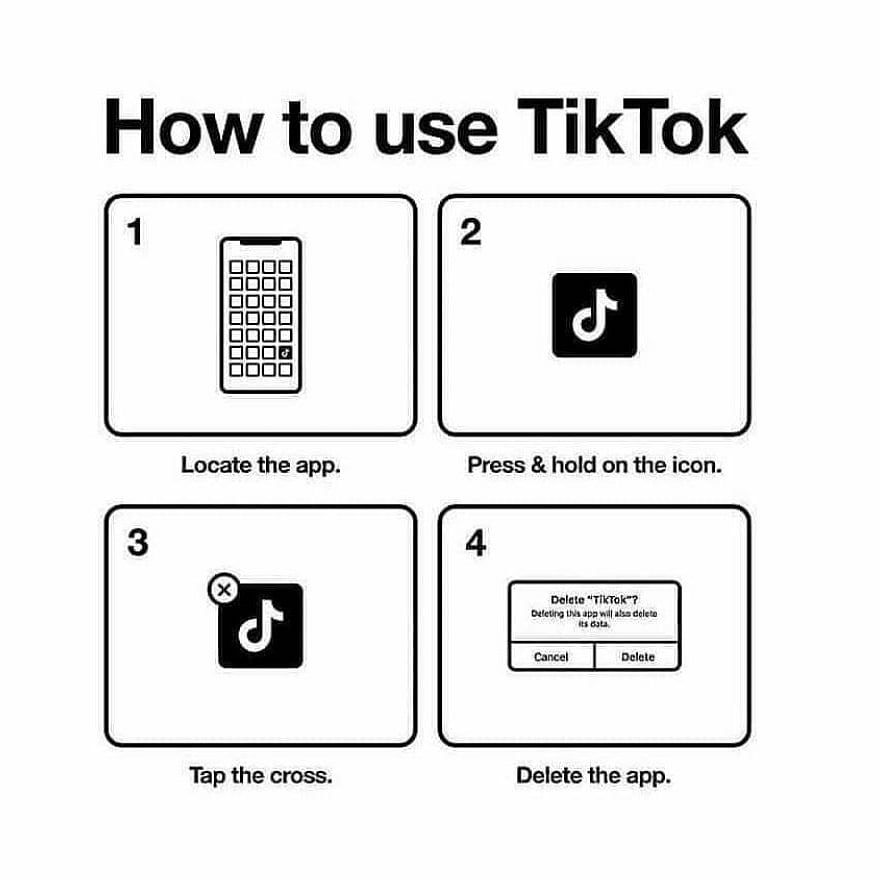 How to use TikTok
1
2
Locate the app.
Press & hold on the icon.
3
4
Delete "TikTok"?
Deleting this app will also delete
its data.
Cancel
Delete
Tap the cross.
Delete the app.